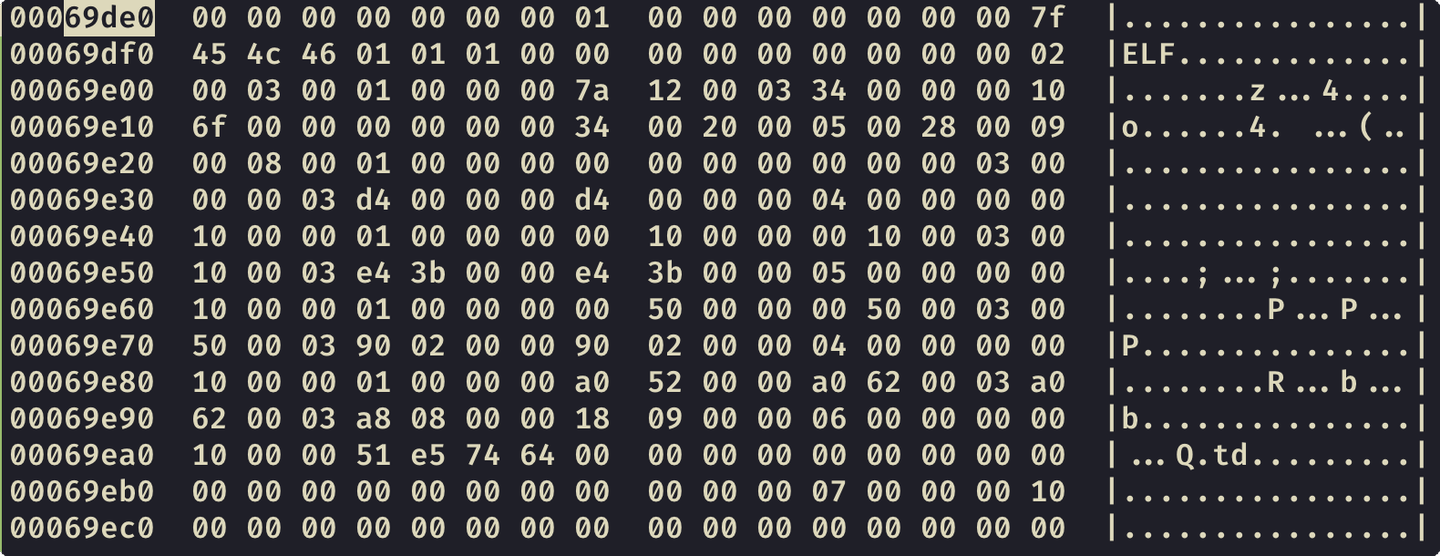 00069de0  00 00 00 00 00 00 00 01  00 00 00 00 00 00 00 7f  |................|
00069df0  45 4c 46 01 01 01 00 00  00 00 00 00 00 00 00 02  |ELF.............|
00069e00  00 03 00 01 00 00 00 7a  12 00 03 34 00 00 00 10  |.......z...4....|
00069e10  6f 00 00 00 00 00 00 34  00 20 00 05 00 28 00 09  |o......4. ...(..|
00069e20  00 08 00 01 00 00 00 00  00 00 00 00 00 00 03 00  |................|
00069e30  00 00 03 d4 00 00 00 d4  00 00 00 04 00 00 00 00  |................|
00069e40  10 00 00 01 00 00 00 00  10 00 00 00 10 00 03 00  |................|
00069e50  10 00 03 e4 3b 00 00 e4  3b 00 00 05 00 00 00 00  |....;...;.......|
00069e60  10 00 00 01 00 00 00 00  50 00 00 00 50 00 03 00  |........P...P...|
00069e70  50 00 03 90 02 00 00 90  02 00 00 04 00 00 00 00  |P...............|
00069e80  10 00 00 01 00 00 00 a0  52 00 00 a0 62 00 03 a0  |........R...b...|
00069e90  62 00 03 a8 08 00 00 18  09 00 00 06 00 00 00 00  |b...............|
00069ea0  10 00 00 51 e5 74 64 00  00 00 00 00 00 00 00 00  |...Q.td.........|
00069eb0  00 00 00 00 00 00 00 00  00 00 00 07 00 00 00 10  |................|
00069ec0  00 00 00 00 00 00 00 00  00 00 00 00 00 00 00 00  |................|